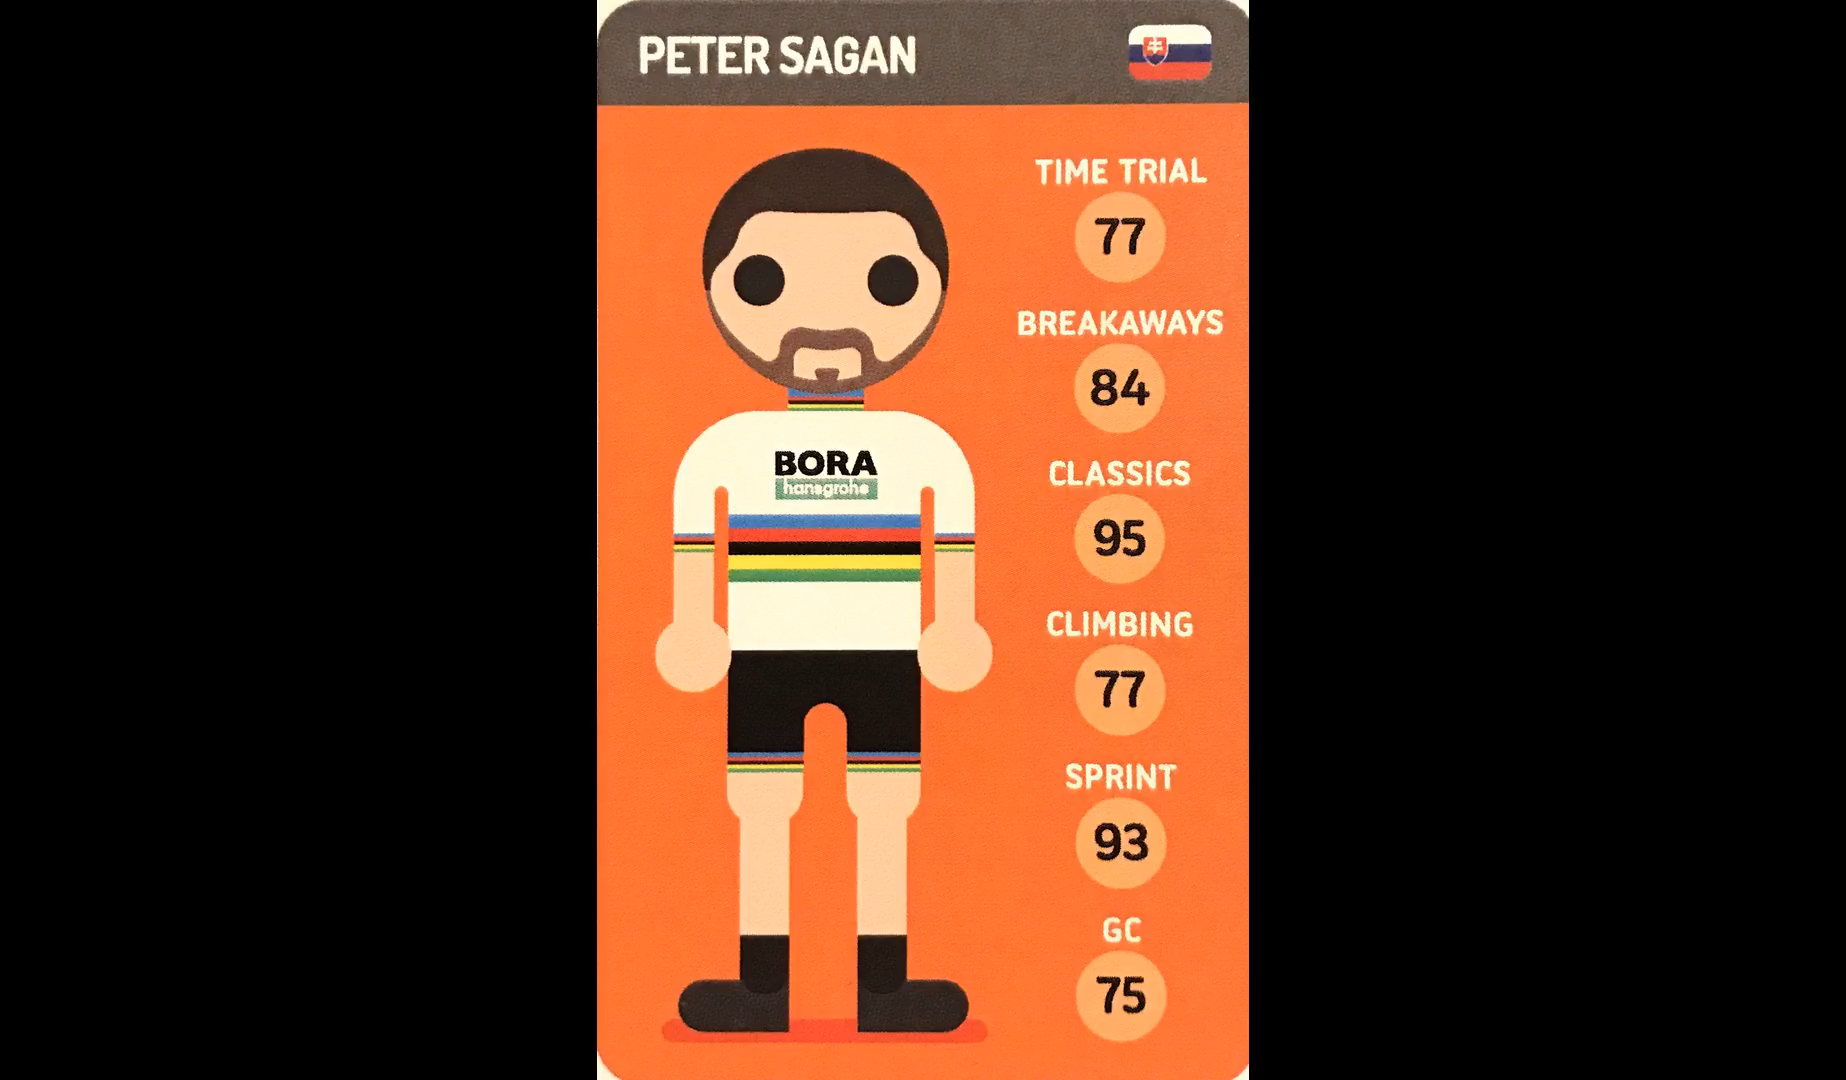 PETER SAGAN
TIME TRIAL
77
BREAKAWAYS
84
CLASSICS
95
CLIMBING
77
SPRINT
93
GC
75
BORA
hansgrohe